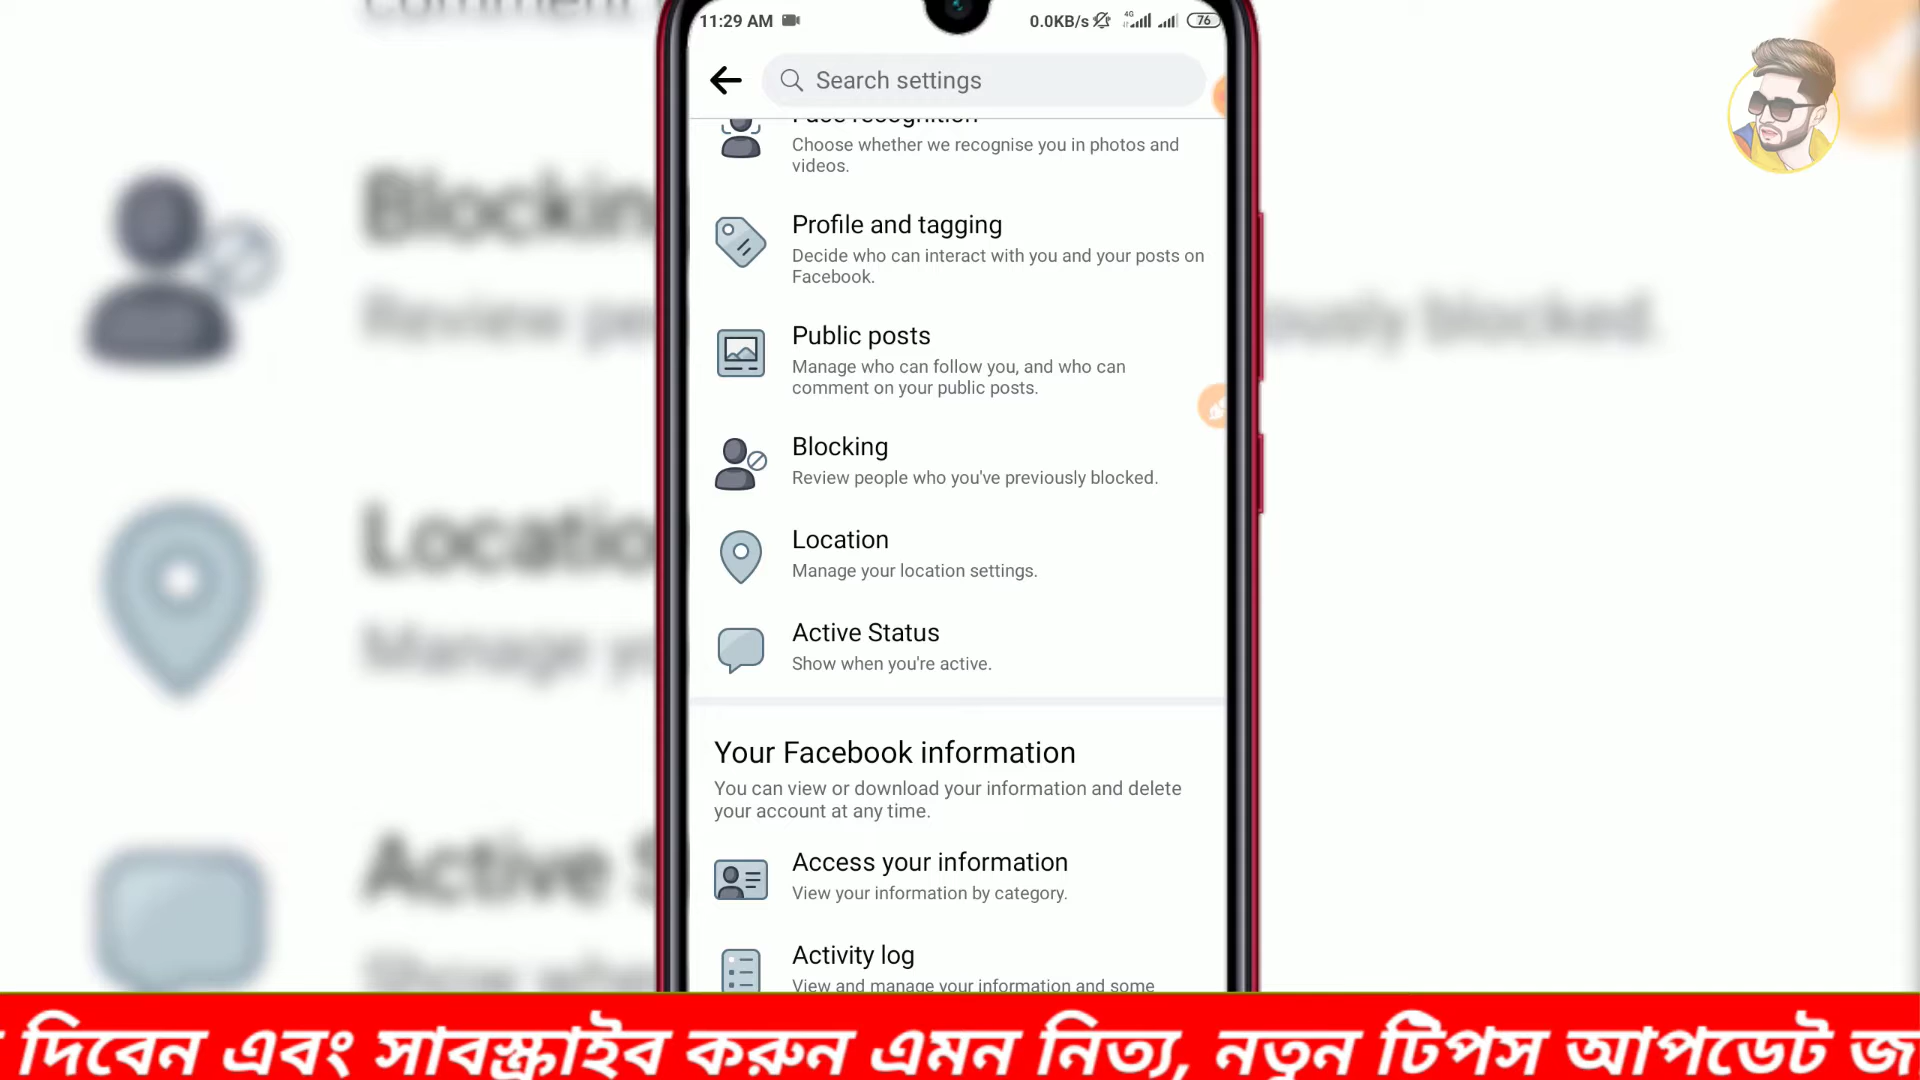 11:29 AM
0.0KB/s 4G 76
Search settings
Face recognition
Choose whether we recognise you in photos and
videos.
Profile and tagging
Decide who can interact with you and your posts on
Facebook.
Public posts
Manage who can follow you, and who can
comment on your public posts.
Blocking
Review people who you've previously blocked.
Location
Manage your location settings.
Active Status
Show when you're active.
Your Facebook information
You can view or download your information and delete
your account at any time.
Access your information
View your information by category.
Activity log
View and manage your information and some
দিবেন এবং সাবস্ক্রাইব করুন এমন নিত্য, নতুন টিপস আপডেট